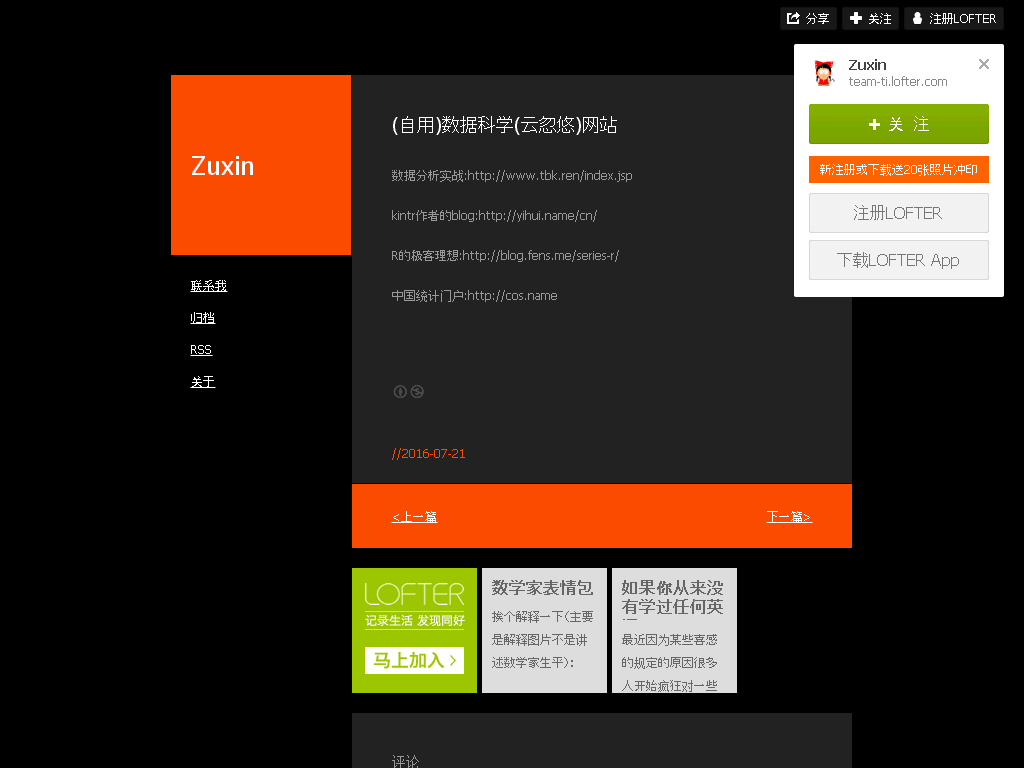 分享
关注
注册LOFTER
Zuxin
team-ti.lofter.com
关 注
新注册或下载送20张照片冲印
注册LOFTER
下载LOFTER App
Zuxin
联系我
归档
RSS
关于
(自用)数据科学(云忽悠)网站
数据分析实战:http://www.tbk.ren/index.jsp
kintr作者的blog:http://yihui.name/cn/
R的极客理想:http://blog.fens.me/series-r/
中国统计门户:http://cos.name
//2016-07-21
<上一篇
下一篇>
LOFTER
记录生活 发现同好
马上加入 >
数学家表情包
挨个解释一下(主要
是解释图片不是讲
述数学家生平)：
如果你从来没
有学过任何英
最近因为某些喜感
的规定的原因很多
人开始疯狂对一些
评论